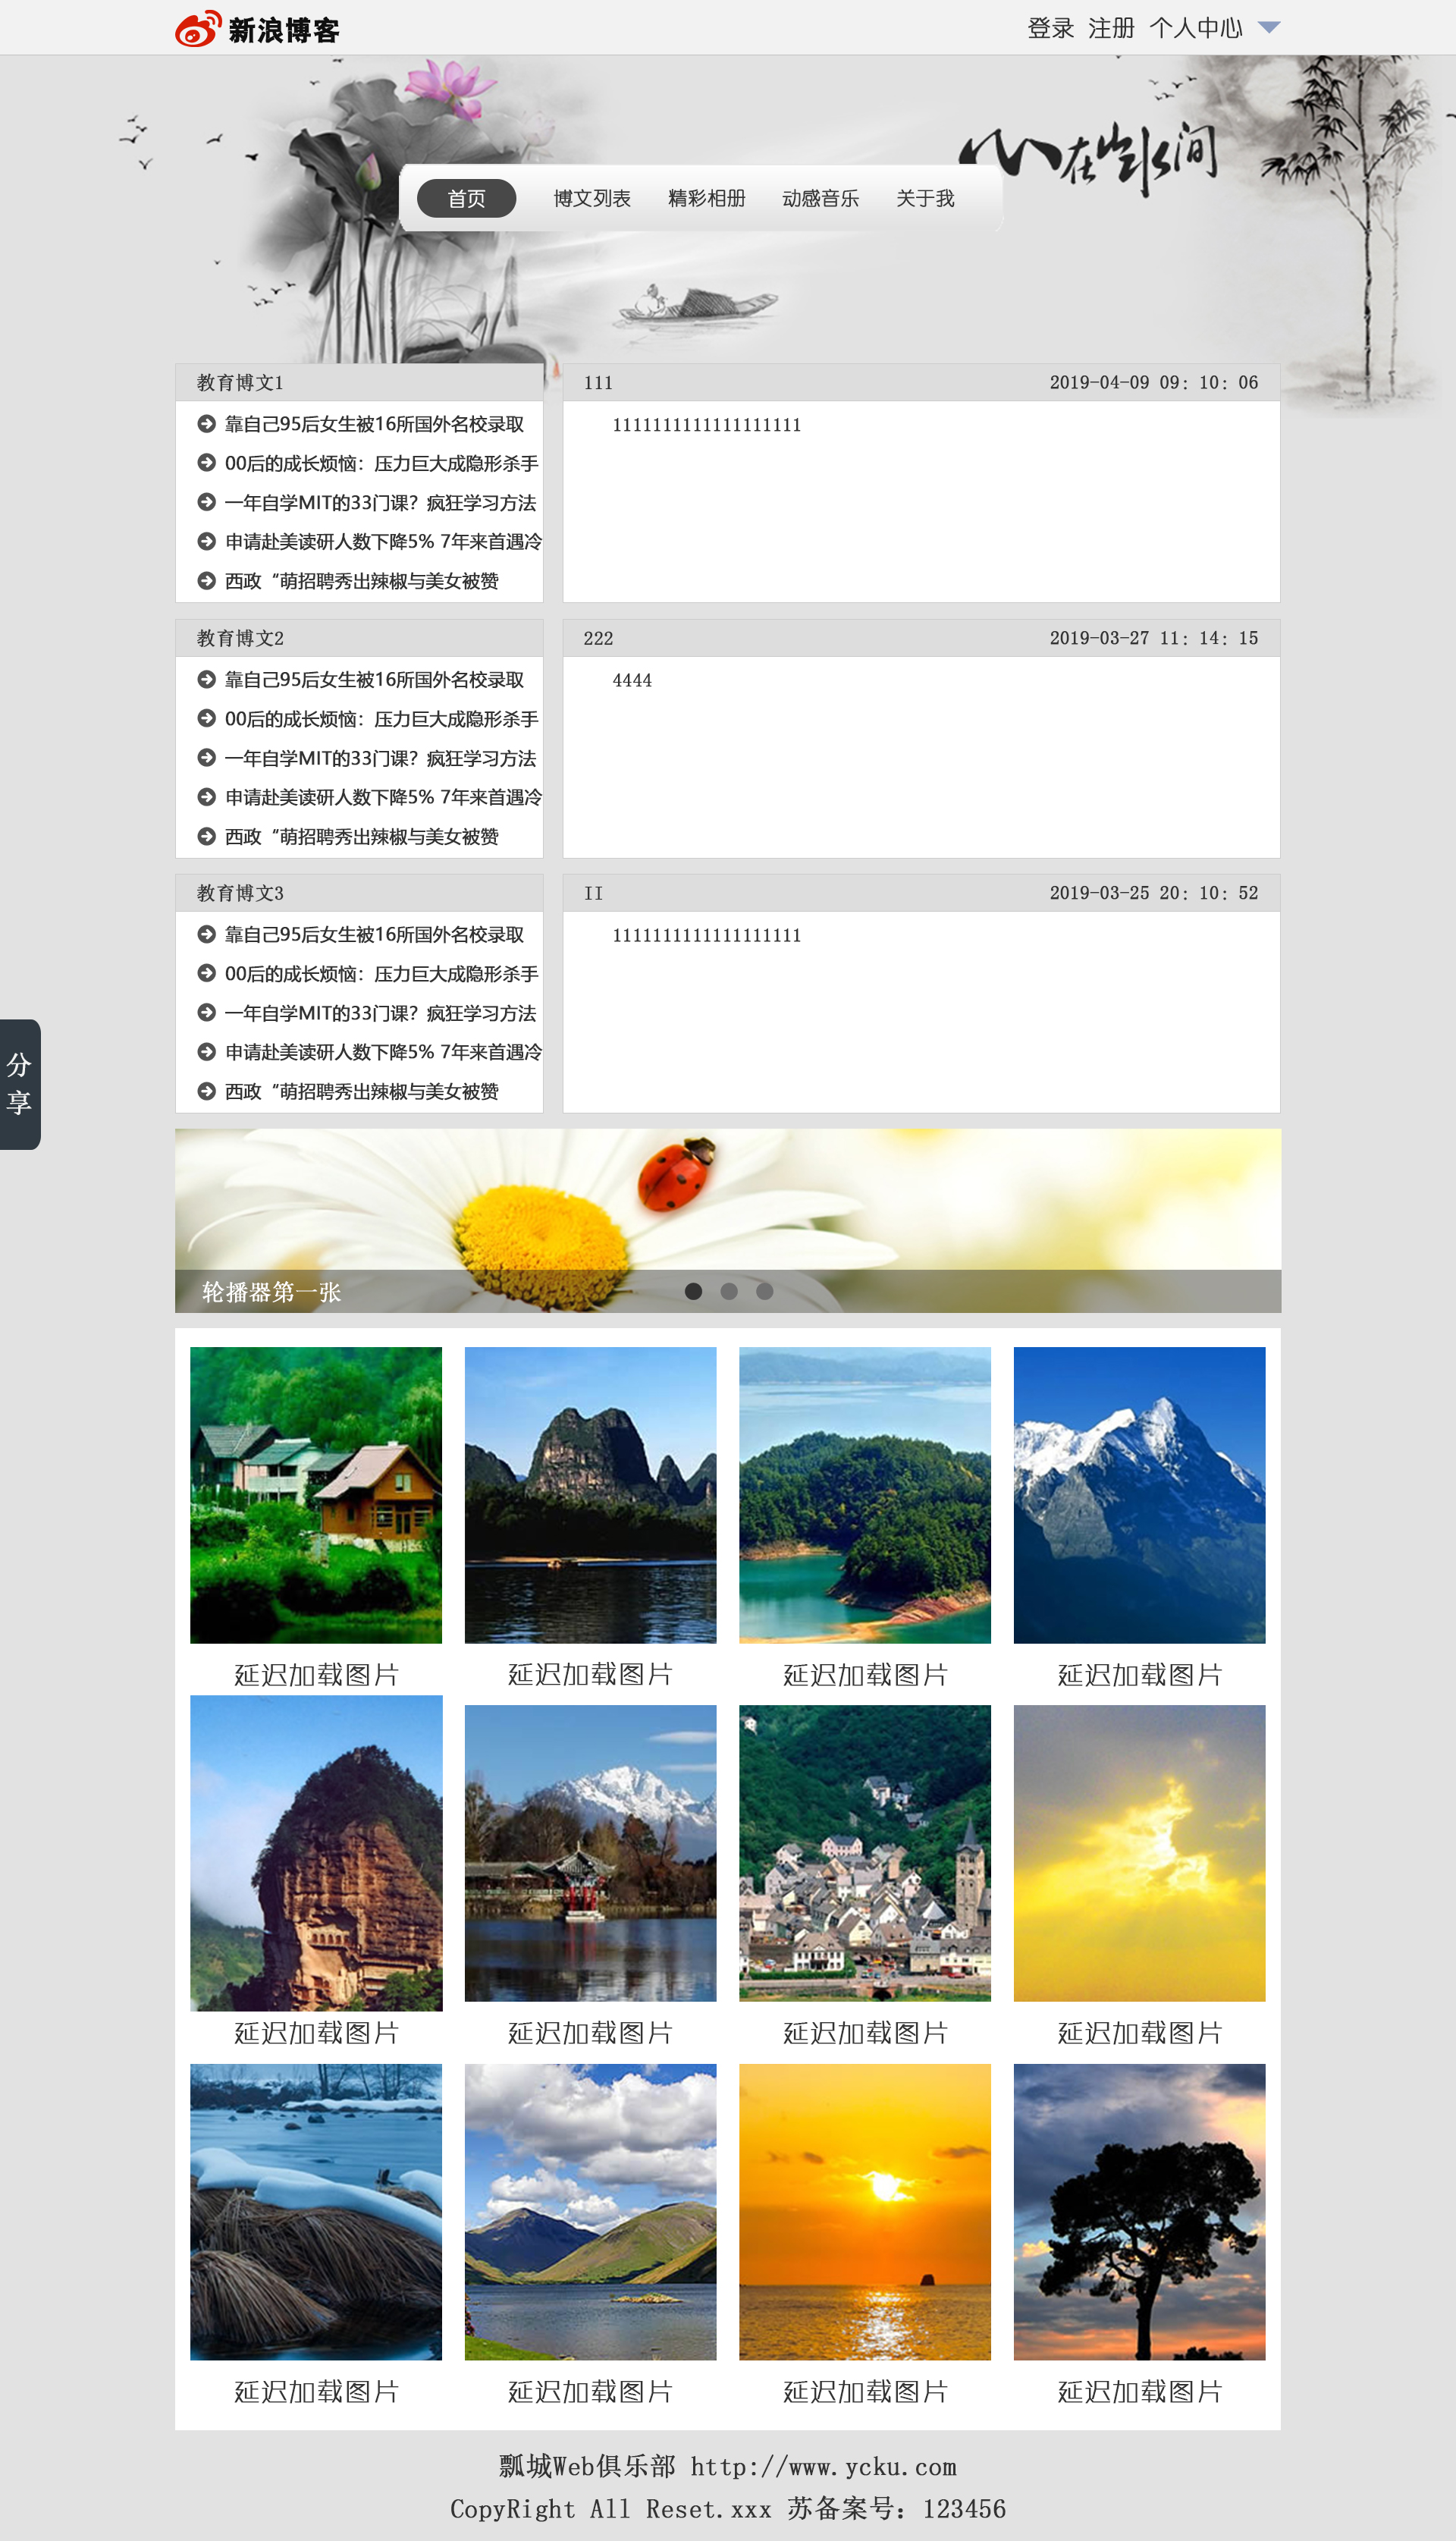 新浪博客
登录 注册 个人中心
心在山水间
首页 博文列表 精彩相册 动感音乐 关于我
教育博文1
靠自己95后女生被16所国外名校录取
00后的成长烦恼：压力巨大成隐形杀手
一年自学MIT的33门课？疯狂学习方法
申请赴美读研人数下降5% 7年来首遇冷
西政“萌招聘秀出辣椒与美女被赞
111 2019-04-09 09：10：06
1111111111111111111
教育博文2
靠自己95后女生被16所国外名校录取
00后的成长烦恼：压力巨大成隐形杀手
一年自学MIT的33门课？疯狂学习方法
申请赴美读研人数下降5% 7年来首遇冷
西政“萌招聘秀出辣椒与美女被赞
222 2019-03-27 11：14：15
4444
教育博文3
靠自己95后女生被16所国外名校录取
00后的成长烦恼：压力巨大成隐形杀手
一年自学MIT的33门课？疯狂学习方法
申请赴美读研人数下降5% 7年来首遇冷
西政“萌招聘秀出辣椒与美女被赞
II 2019-03-25 20：10：52
1111111111111111111
分
享
轮播器第一张
延迟加载图片 延迟加载图片 延迟加载图片 延迟加载图片
延迟加载图片 延迟加载图片 延迟加载图片 延迟加载图片
延迟加载图片 延迟加载图片 延迟加载图片 延迟加载图片
瓢城Web俱乐部 http://www.ycku.com
CopyRight All Reset.xxx 苏备案号：123456